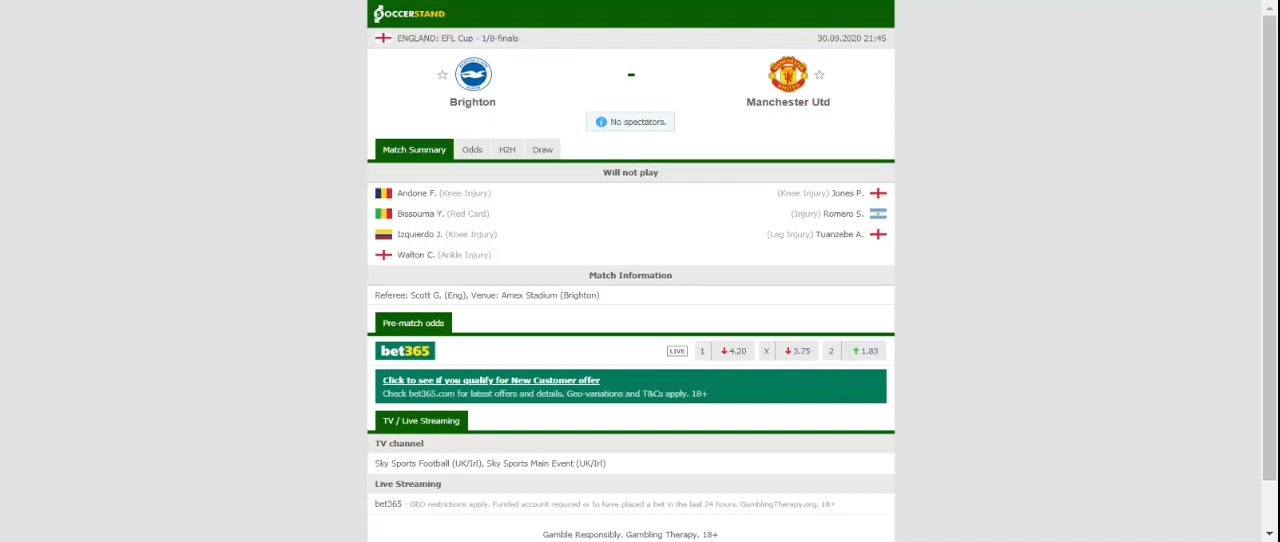 SOCCERSTAND
ENGLAND: EFL Cup - 1/8-finals 30.09.2020 21:45
-
Brighton Manchester Utd
No spectators.
Match Summary Odds H2H Draw
Will not play
Andone F. (Knee Injury) (Knee Injury) Jones P.
Bissouma Y. (Red Card) (Injury) Romero S.
Izquierdo J. (Knee Injury) (Leg Injury) Tuanzebe A.
Walton C. (Ankle Injury)
Match Information
Referee: Scott G. (Eng), Venue: Amex Stadium (Brighton)
Pre-match odds
bet365 LIVE 1 4.20 X 3.75 2 1.83
Click to see if you qualify for New Customer offer
Check bet365.com for latest offers and details. Geo-variations and T&Cs apply. 18+
TV / Live Streaming
TV channel
Sky Sports Football (UK/Irl), Sky Sports Main Event (UK/Irl)
Live Streaming
bet365 - GEO restrictions apply. Funded account required or to have placed a bet in the last 24 hours. GamblingTherapy.org. 18+
Gamble Responsibly. Gambling Therapy. 18+